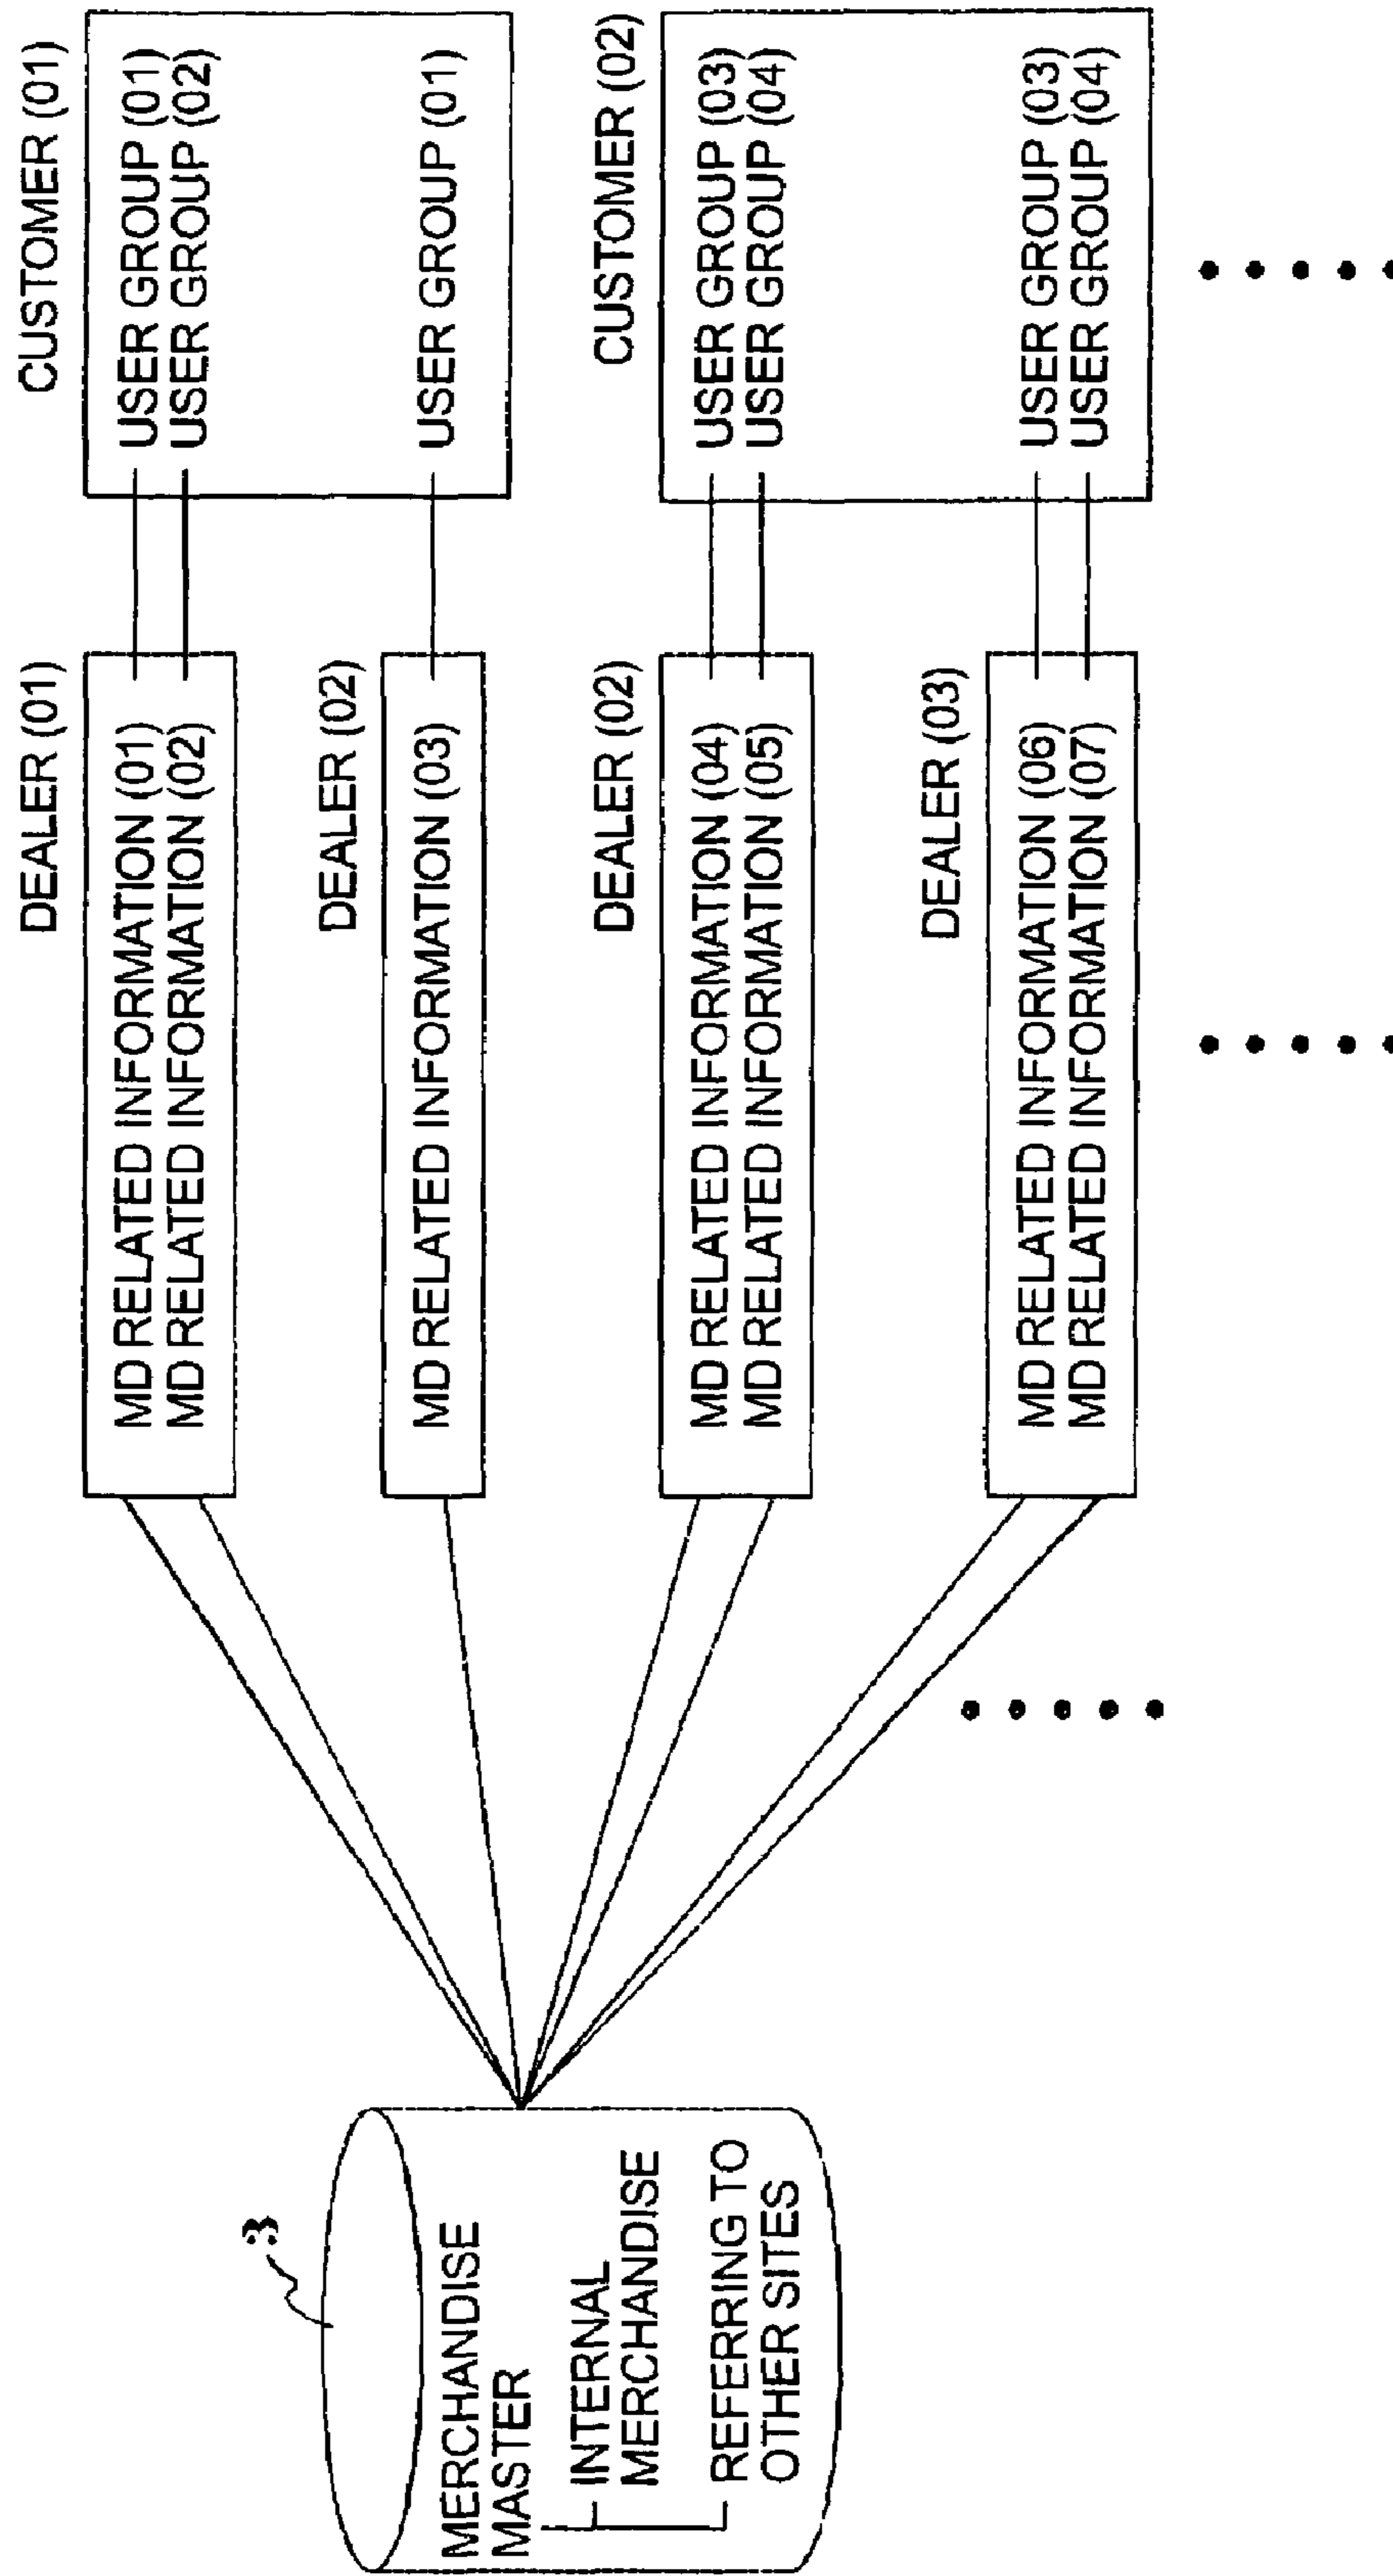 3
MERCHANDISE
MASTER
INTERNAL
MERCHANDISE
REFERRING TO
OTHER SITES
DEALER (01)
MD RELATED INFORMATION (01)
MD RELATED INFORMATION (02)
DEALER (02)
MD RELATED INFORMATION (03)
DEALER (02)
MD RELATED INFORMATION (04)
MD RELATED INFORMATION (05)
DEALER (03)
MD RELATED INFORMATION (06)
MD RELATED INFORMATION (07)
CUSTOMER (01)
USER GROUP (01)
USER GROUP (02)
USER GROUP (01)
CUSTOMER (02)
USER GROUP (03)
USER GROUP (04)
USER GROUP (03)
USER GROUP (04)